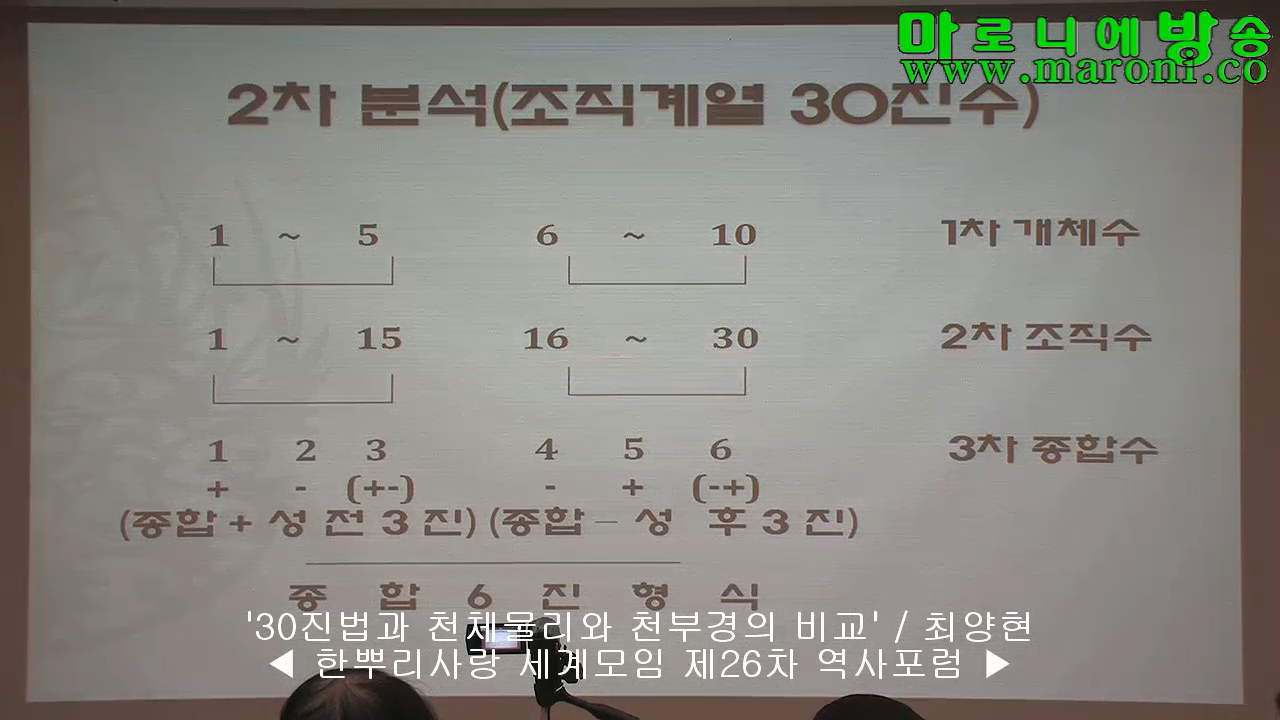 마로니에방송
www.maroni.co
2차 분석(조직계열 30진수)
1 ~ 5 6 ~ 10 1차 개체수
1 ~ 15 16 ~ 30 2차 조직수
1 2 3 4 5 6 3차 종합수
+ - (+-) - + (-+)
(종합 + 성 전 3 진) (종합 – 성 후 3 진)
종 합 6 진 형 식
'30진법과 천체물리와 천부경의 비교' / 최양현
◀ 한뿌리사랑 세계모임 제26차 역사포럼 ▶